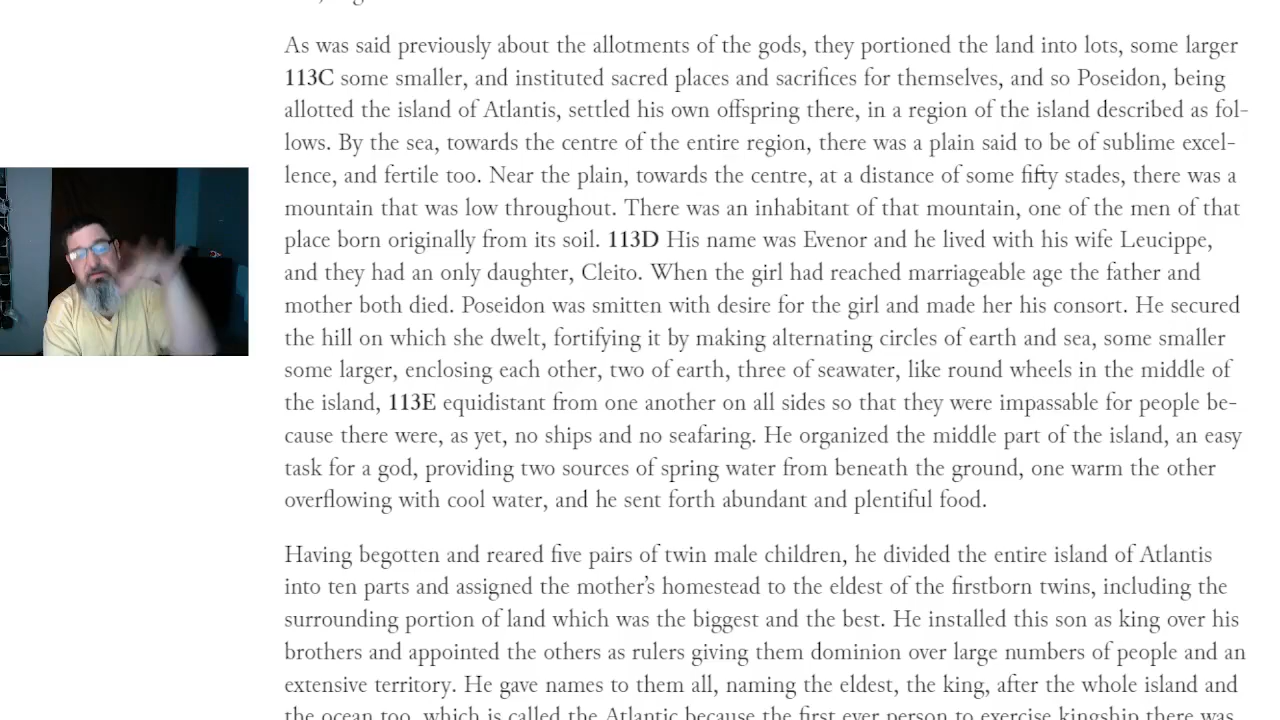 As was said previously about the allotments of the gods, they portioned the land into lots, some larger
113C some smaller, and instituted sacred places and sacrifices for themselves, and so Poseidon, being
allotted the island of Atlantis, settled his own offspring there, in a region of the island described as fol-
lows. By the sea, towards the centre of the entire region, there was a plain said to be of sublime excel-
lence, and fertile too. Near the plain, towards the centre, at a distance of some fifty stades, there was a
mountain that was low throughout. There was an inhabitant of that mountain, one of the men of that
place born originally from its soil. 113D His name was Evenor and he lived with his wife Leucippe,
and they had an only daughter, Cleito. When the girl had reached marriageable age the father and
mother both died. Poseidon was smitten with desire for the girl and made her his consort. He secured
the hill on which she dwelt, fortifying it by making alternating circles of earth and sea, some smaller
some larger, enclosing each other, two of earth, three of seawater, like round wheels in the middle of
the island, 113E equidistant from one another on all sides so that they were impassable for people be-
cause there were, as yet, no ships and no seafaring. He organized the middle part of the island, an easy
task for a god, providing two sources of spring water from beneath the ground, one warm the other
overflowing with cool water, and he sent forth abundant and plentiful food.
Having begotten and reared five pairs of twin male children, he divided the entire island of Atlantis
into ten parts and assigned the mother's homestead to the eldest of the firstborn twins, including the
surrounding portion of land which was the biggest and the best. He installed this son as king over his
brothers and appointed the others as rulers giving them dominion over large numbers of people and an
extensive territory. He gave names to them all, naming the eldest, the king, after the whole island and
the ocean too, which is called the Atlantic because the first ever person to exercise kingship there was